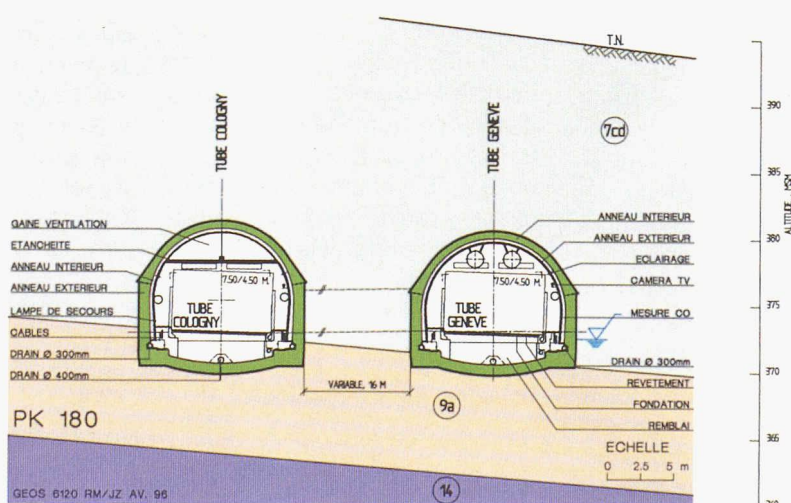 T.N.
390
7cd
385
ALTITUDE MSM
380
375
370
365
TUBE COLOGNY
TUBE GENEVE
GAINE VENTILATION
ETANCHEITE
ANNEAU INTERIEUR
ANNEAU EXTERIEUR
LAMPE DE SECOURS
CABLES
DRAIN Ø 300mm
DRAIN Ø 400mm
7.50/4.50 M.
TUBE
COLOGNY
7.50/4.50 M.
TUBE
GENEVE
ANNEAU INTERIEUR
ANNEAU EXTERIEUR
ECLAIRAGE
CAMERA TV
MESURE CO
DRAIN Ø 300mm
REVETEMENT
FONDATION
REMBLAI
VARIABLE, 16 M
9a
PK 180
ECHELLE
0 2.5 5 m
14
GEOS 6120 RM/JZ AV. 96